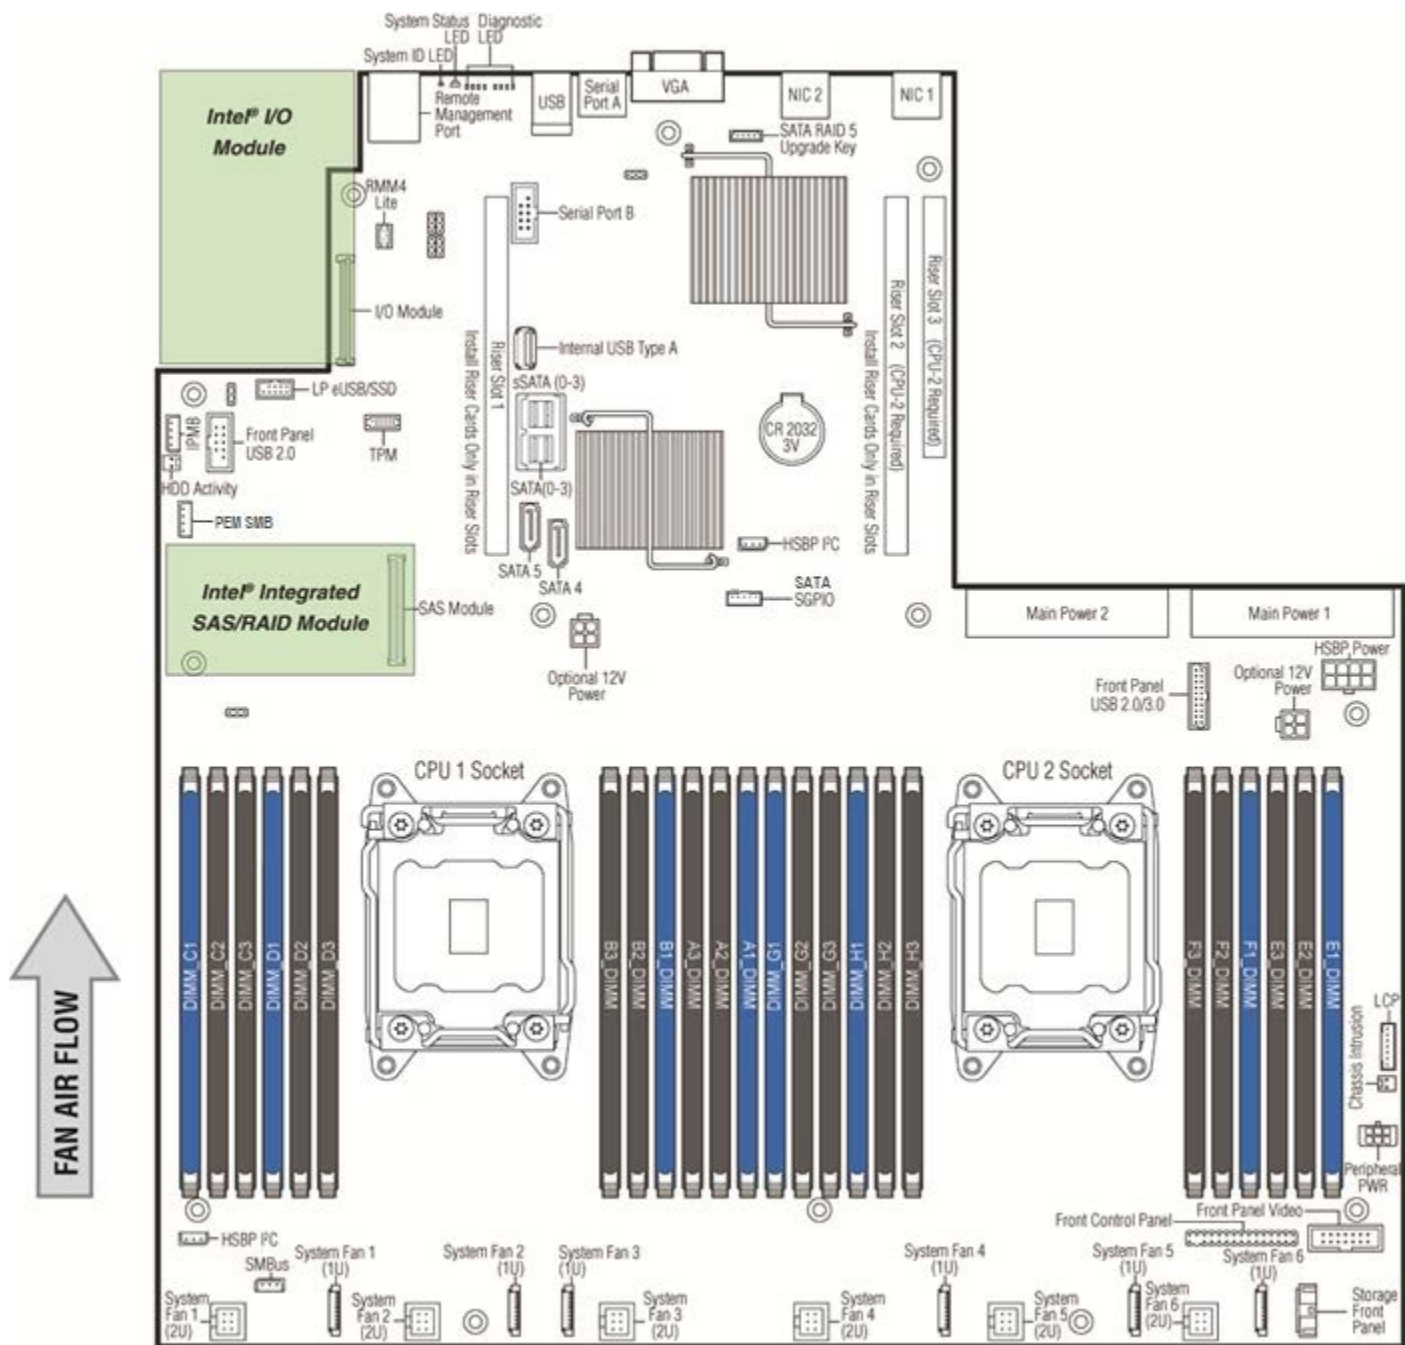 System Status
LED
Diagnostic
LED
System ID LED
Remote
Management
Port
USB
Serial
Port A
VGA
NIC 2
NIC 1
Intel® I/O
Module
SATA RAID 5
Upgrade Key
RMM4
Lite
Serial Port B
I/O Module
Internal USB Type A
sSATA (0-3)
SATA(0-3)
Riser Slot 1
Install Riser Cards Only in Riser Slots
Riser Slot 2 (CPU-2 Required)
Install Riser Cards Only in Riser Slots
Riser Slot 3 (CPU-2 Required)
LP eUSB/SSD
IPMB
Front Panel
USB 2.0
TPM
HDD Activity
PEM SMB
CR 2032
3V
HSBP I²C
SATA 5
SATA 4
SATA
SGPIO
Intel® Integrated
SAS/RAID Module
SAS Module
Optional 12V
Power
Main Power 2
Main Power 1
HSBP Power
Optional 12V
Power
Front Panel
USB 2.0/3.0
CPU 1 Socket
CPU 2 Socket
DIMM_C1
DIMM_C2
DIMM_C3
DIMM_D1
DIMM_D2
DIMM_D3
B3_DIMM
B2_DIMM
B1_DIMM
A3_DIMM
A2_DIMM
A1_DIMM
DIMM_G1
DIMM_G2
DIMM_G3
DIMM_H1
DIMM_H2
DIMM_H3
F3_DIMM
F2_DIMM
F1_DIMM
E3_DIMM
E2_DIMM
E1_DIMM
FAN AIR FLOW
LCP
Chassis Intrusion
Peripheral
PWR
Front Control Panel
Front Panel Video
HSBP I²C
SMBus
System Fan 1
(1U)
System Fan 2
(1U)
System Fan 3
(1U)
System Fan 4
(1U)
System Fan 5
(1U)
System Fan 6
(1U)
System
Fan 1
(2U)
System
Fan 2
(2U)
System
Fan 3
(2U)
System
Fan 4
(2U)
System
Fan 5
(2U)
System
Fan 6
(2U)
Storage
Front
Panel